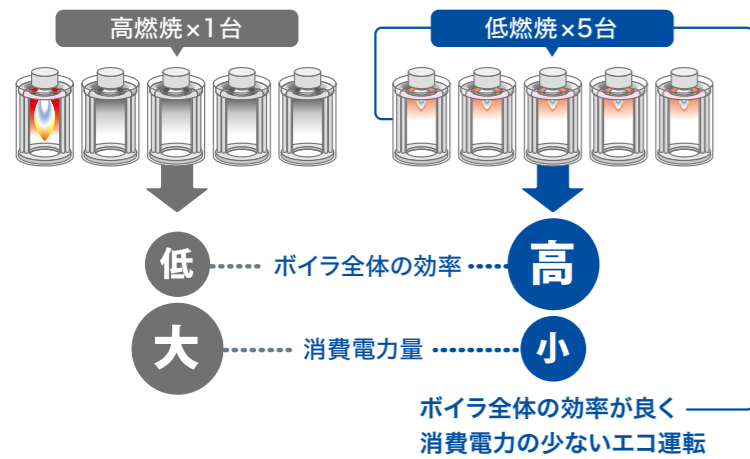 高燃焼×1台
低燃焼×5台
低 ボイラ全体の効率 高
大 消費電力量 小
ボイラ全体の効率が良く
消費電力の少ないエコ運転